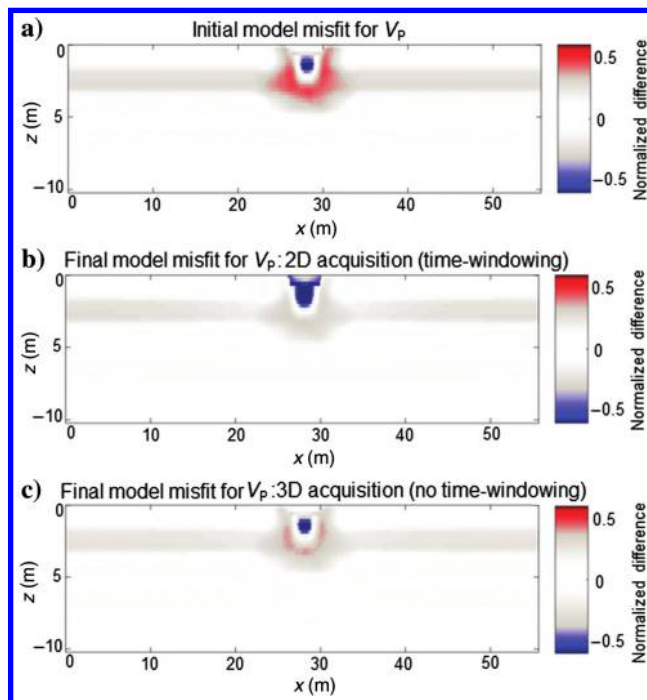 a)
Initial model misfit for VP
0
5
−10
z (m)
0 10 20 30 40 50
x (m)
0.5
0
−0.5
Normalized difference
b)
Final model misfit for VP: 2D acquisition (time-windowing)
0
5
−10
z (m)
0 10 20 30 40 50
x (m)
0.5
0
−0.5
Normalized difference
c)
Final model misfit for VP: 3D acquisition (no time-windowing)
0
5
−10
z (m)
0 10 20 30 40 50
x (m)
0.5
0
−0.5
Normalized difference